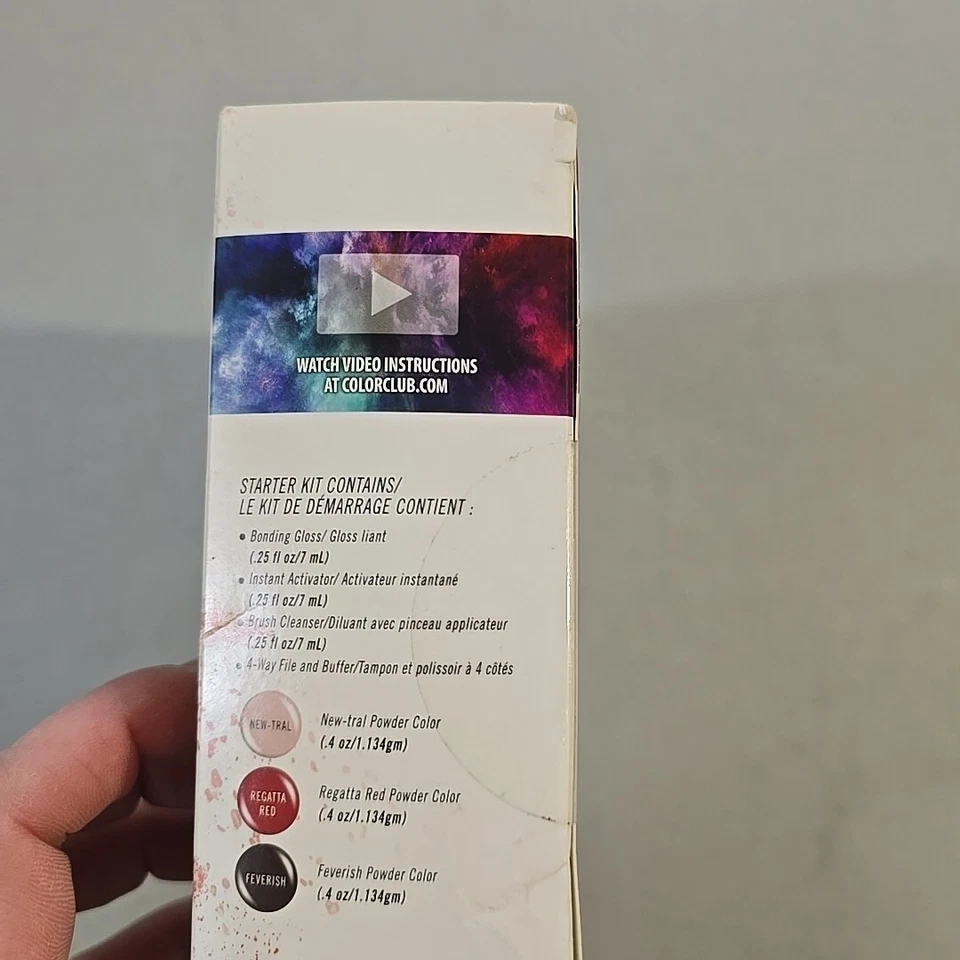 WATCH VIDEO INSTRUCTIONS
AT COLORCLUB.COM
STARTER KIT CONTAINS/
LE KIT DE DÉMARRAGE CONTIENT :
• Bonding Gloss/ Gloss liant
(.25 fl oz/7 mL)
• Instant Activator/ Activateur instantané
(.25 fl oz/7 mL)
• Brush Cleanser/Diluant avec pinceau applicateur
(.25 fl oz/7 mL)
• 4-Way File and Buffer/Tampon et polissoir à 4 côtés
NEW-TRAL
New-tral Powder Color
(.4 oz/1.134gm)
REGATTA
RED
Regatta Red Powder Color
(.4 oz/1.134gm)
FEVERISH
Feverish Powder Color
(.4 oz/1.134gm)